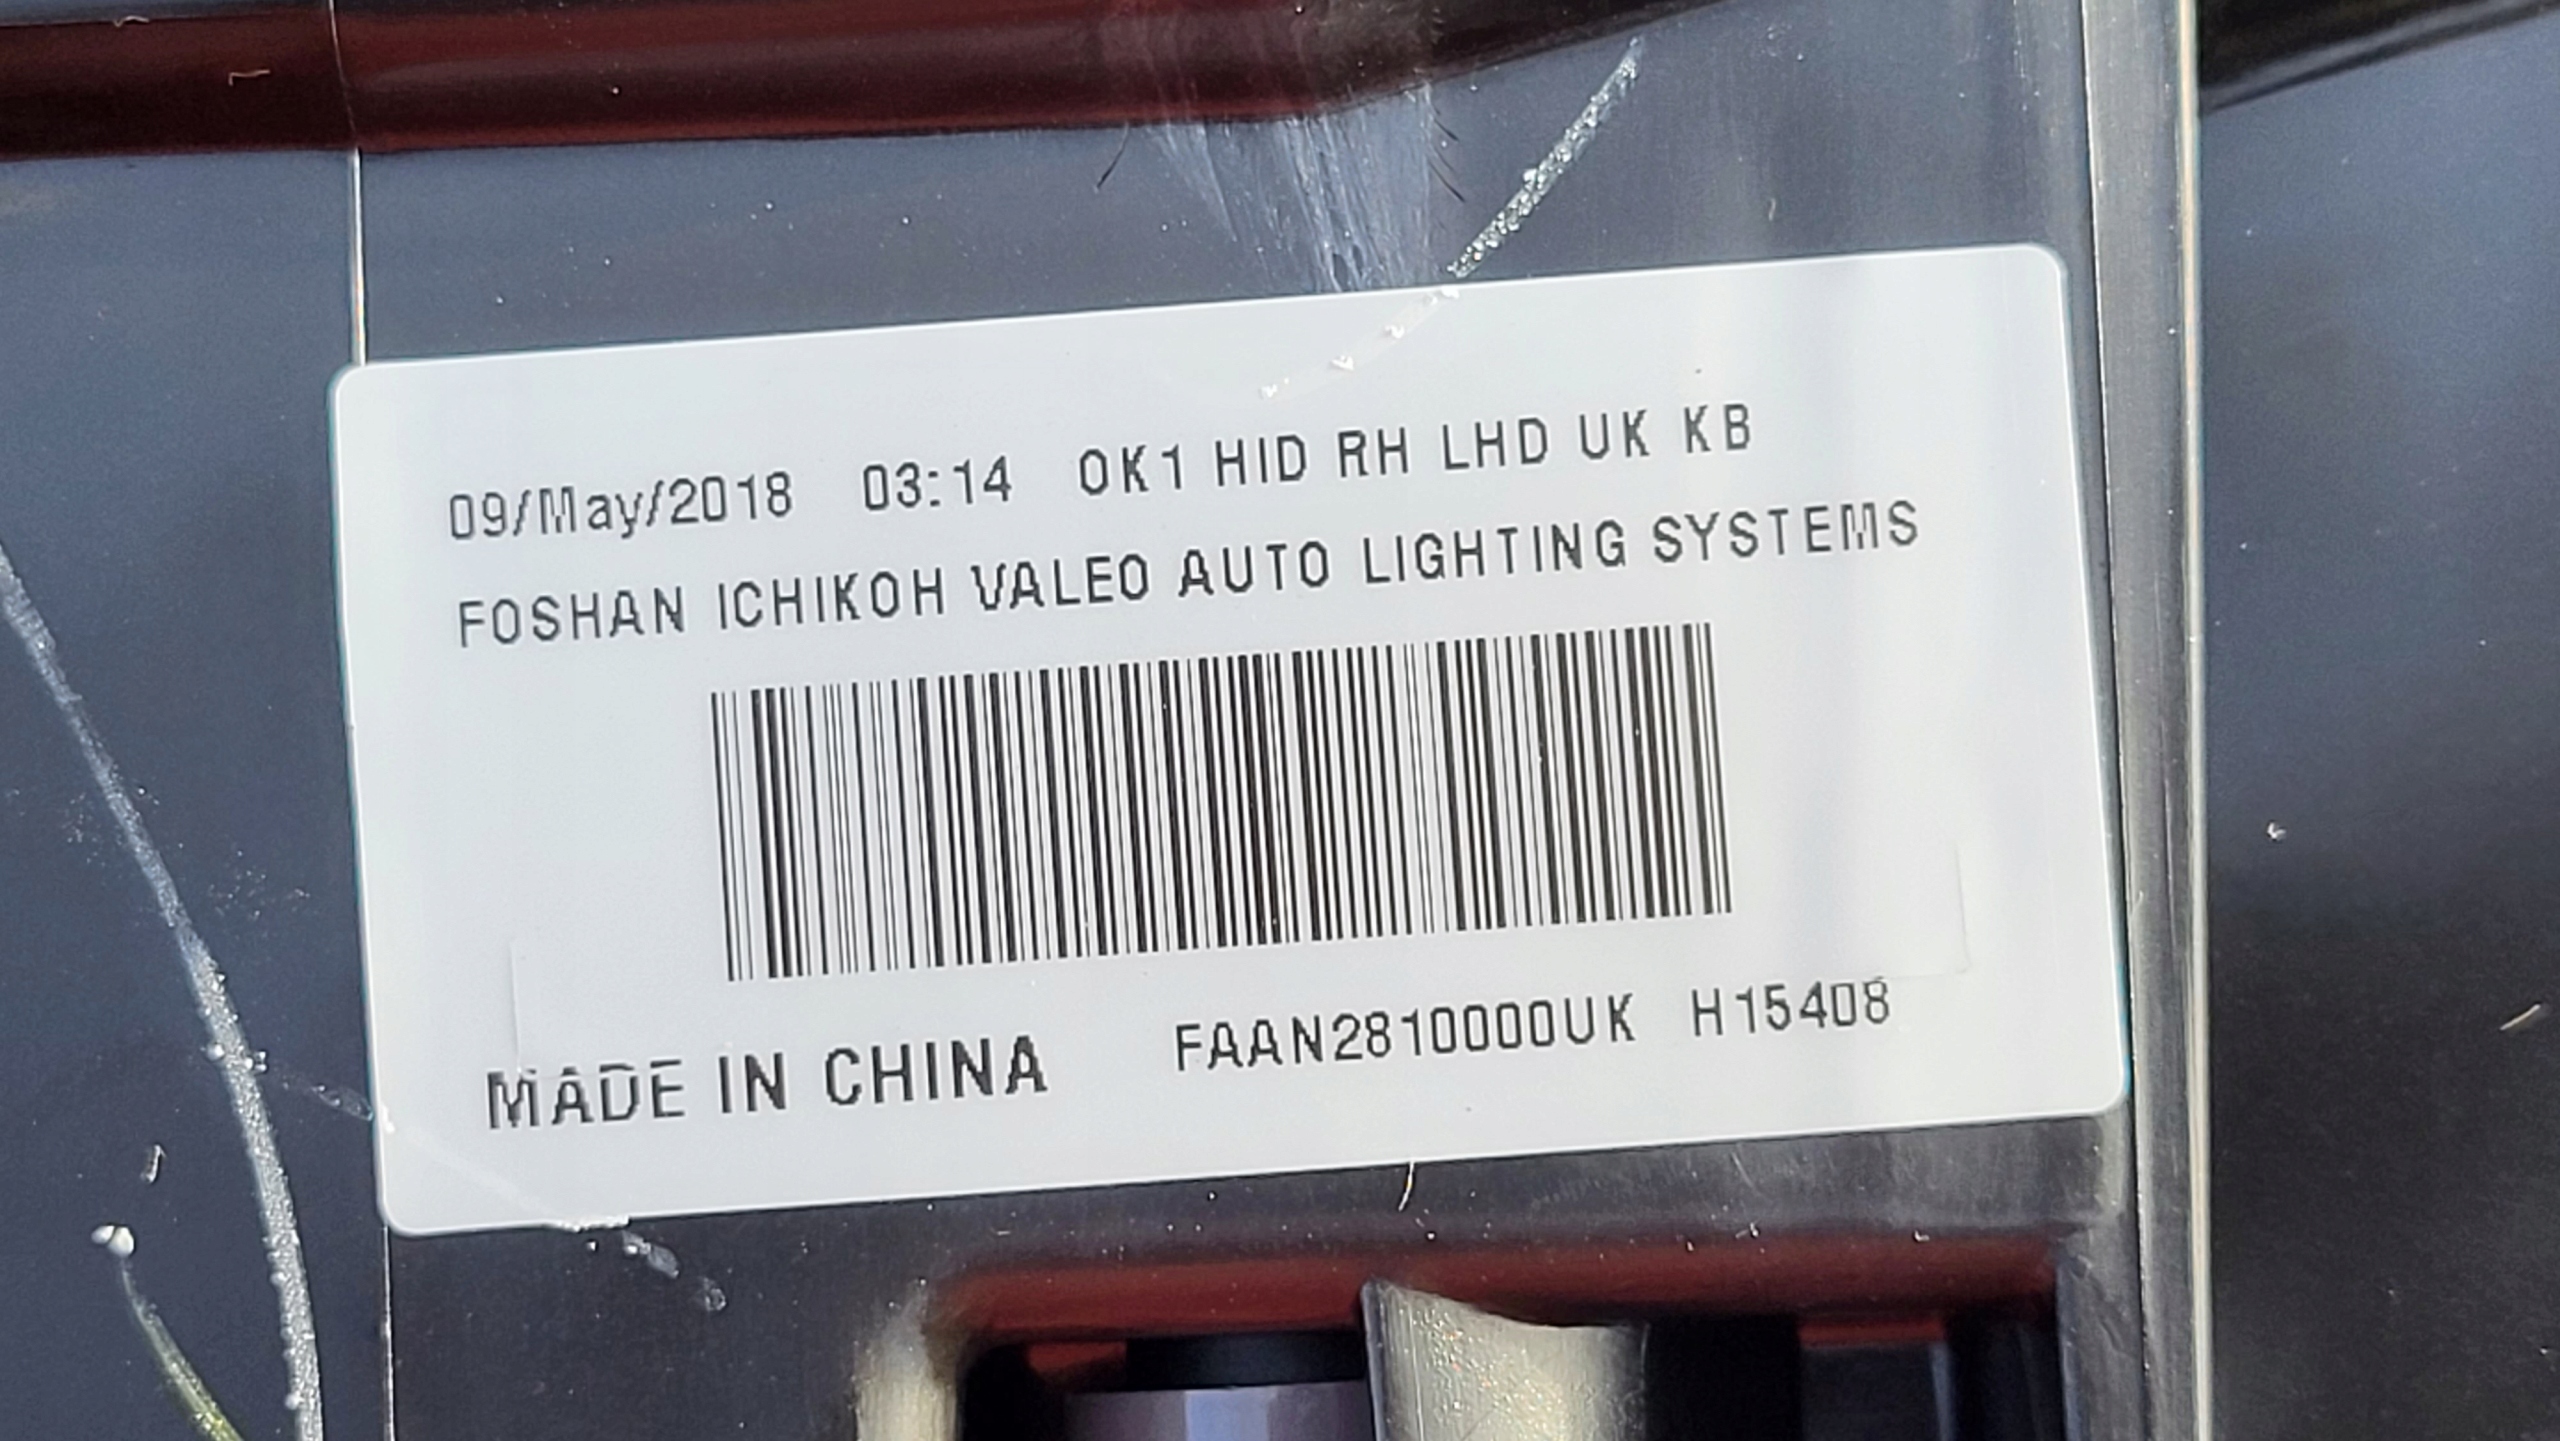 09/May/2018 03:14 OK1 HID RH LHD UK KB
FOSHAN ICHIKOH VALEO AUTO LIGHTING SYSTEMS
MADE IN CHINA FAAN2810000UK H15408